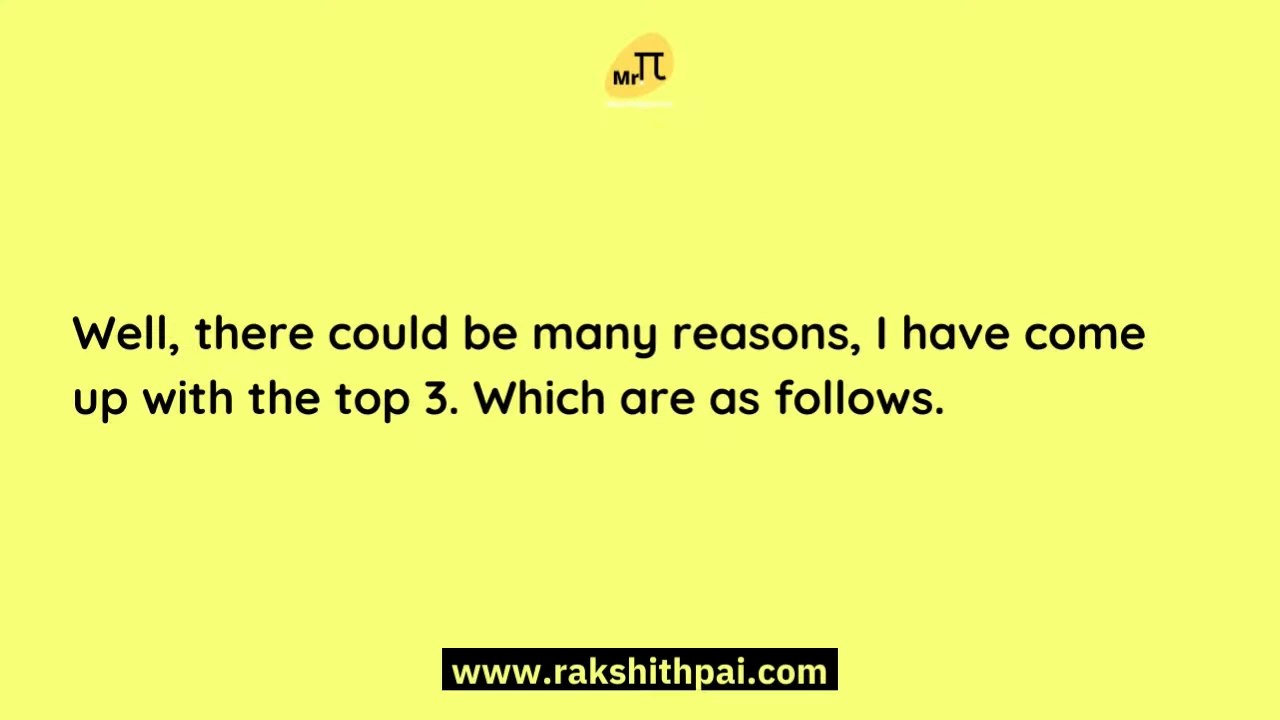 Mr π
Well, there could be many reasons, I have come
up with the top 3. Which are as follows.
www.rakshithpai.com